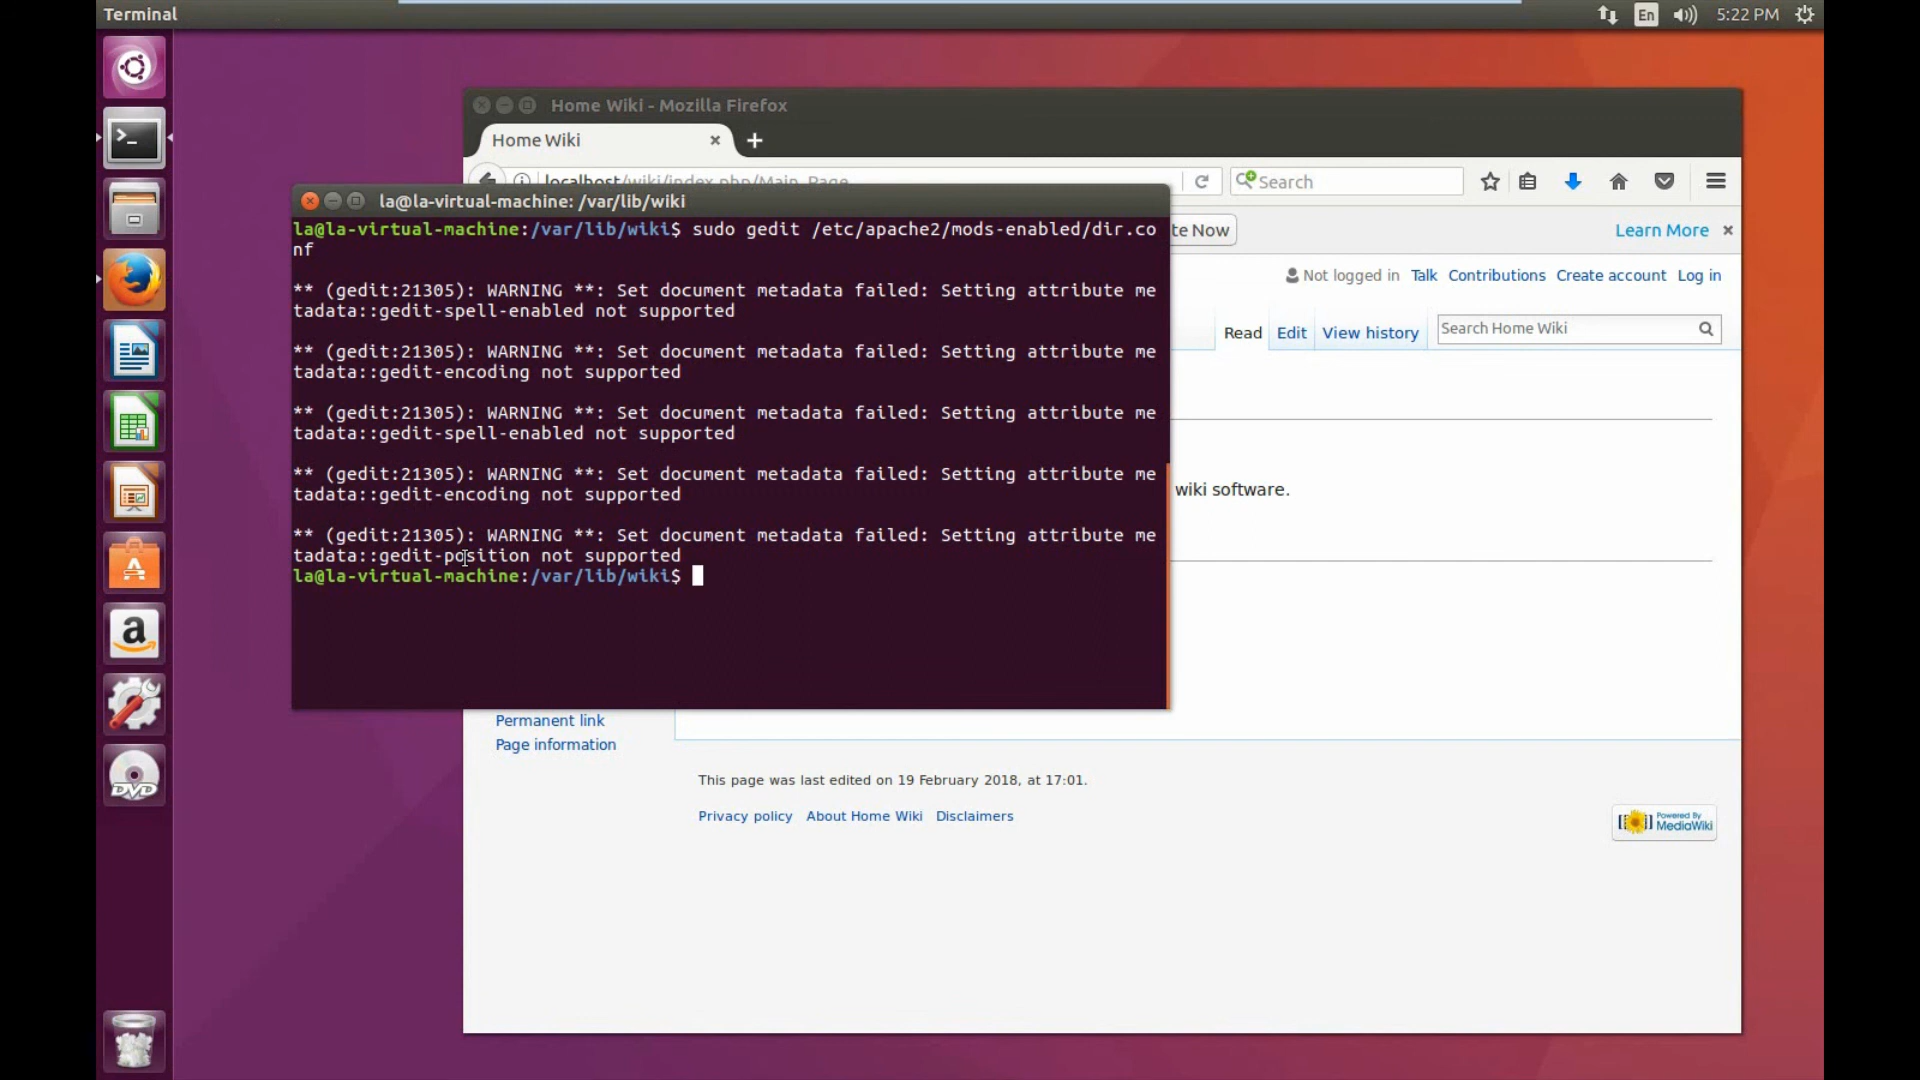 Terminal
En
5:22 PM
Home Wiki - Mozilla Firefox
Home Wiki
localhost/wiki/index.php/Main_Page
Search
la@la-virtual-machine: /var/lib/wiki
la@la-virtual-machine:/var/lib/wiki$ sudo gedit /etc/apache2/mods-enabled/dir.co
nf
** (gedit:21305): WARNING **: Set document metadata failed: Setting attribute me
tadata::gedit-spell-enabled not supported
** (gedit:21305): WARNING **: Set document metadata failed: Setting attribute me
tadata::gedit-encoding not supported
** (gedit:21305): WARNING **: Set document metadata failed: Setting attribute me
tadata::gedit-spell-enabled not supported
** (gedit:21305): WARNING **: Set document metadata failed: Setting attribute me
tadata::gedit-encoding not supported
** (gedit:21305): WARNING **: Set document metadata failed: Setting attribute me
tadata::gedit-position not supported
la@la-virtual-machine:/var/lib/wiki$
te Now
Learn More
Not logged in Talk Contributions Create account Log in
Read Edit View history
Search Home Wiki
wiki software.
Permanent link
Page information
This page was last edited on 19 February 2018, at 17:01.
Privacy policy About Home Wiki Disclaimers
Powered By
MediaWiki
a
DVD